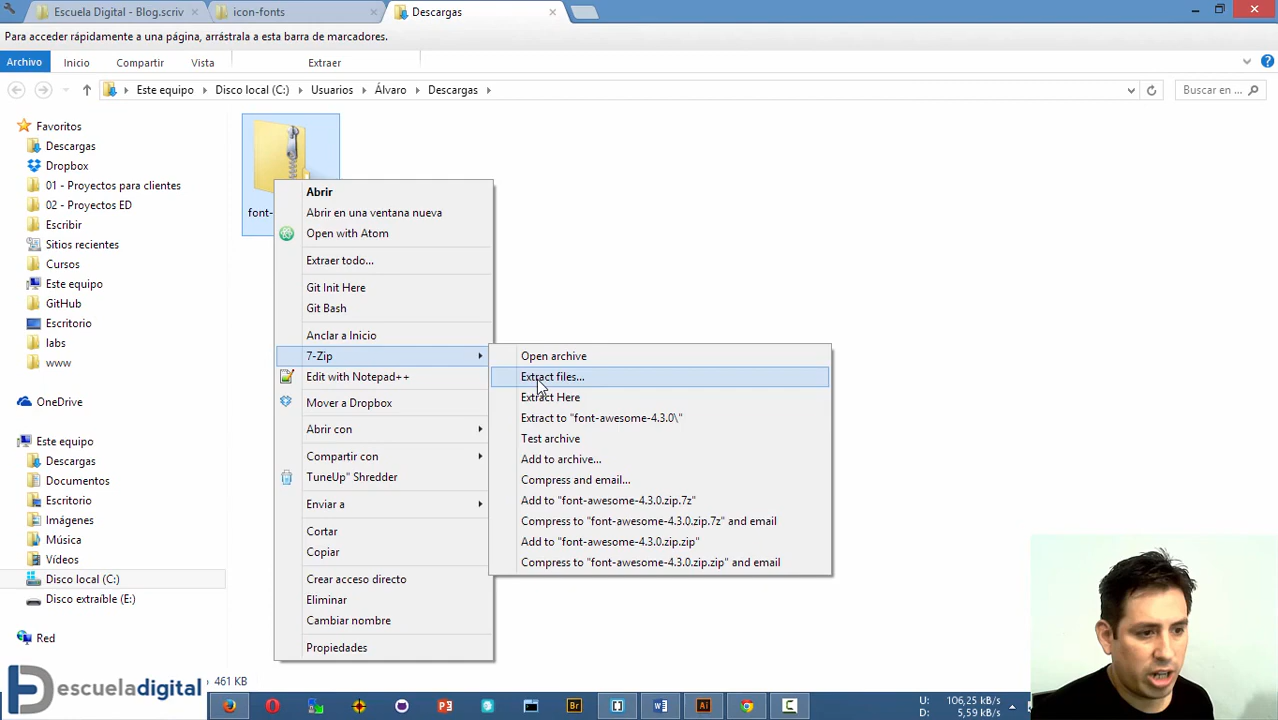 Escuela Digital - Blog.scriv
icon-fonts
Descargas
Para acceder rápidamente a una página, arrástrala a esta barra de marcadores.
Archivo
Inicio
Compartir
Vista
Extraer
Este equipo
Disco local (C:)
Usuarios
Álvaro
Descargas
Buscar en ...
Favoritos
Descargas
Dropbox
01 - Proyectos para clientes
02 - Proyectos ED
Escribir
Sitios recientes
Cursos
Este equipo
GitHub
Escritorio
labs
www
OneDrive
Este equipo
Descargas
Documentos
Escritorio
Imágenes
Música
Vídeos
Disco local (C:)
Disco extraíble (E:)
Red
font-
Abrir
Abrir en una ventana nueva
Open with Atom
Extraer todo...
Git Init Here
Git Bash
Anclar a Inicio
7-Zip
Edit with Notepad++
Mover a Dropbox
Abrir con
Compartir con
TuneUp" Shredder
Enviar a
Cortar
Copiar
Crear acceso directo
Eliminar
Cambiar nombre
Propiedades
Open archive
Extract files...
Extract Here
Extract to "font-awesome-4.3.0\"
Test archive
Add to archive...
Compress and email...
Add to "font-awesome-4.3.0.zip.7z"
Compress to "font-awesome-4.3.0.zip.7z" and email
Add to "font-awesome-4.3.0.zip.zip"
Compress to "font-awesome-4.3.0.zip.zip" and email
461 KB
escueladigital
U: 106,25 kB/s
D: 5,59 kB/s